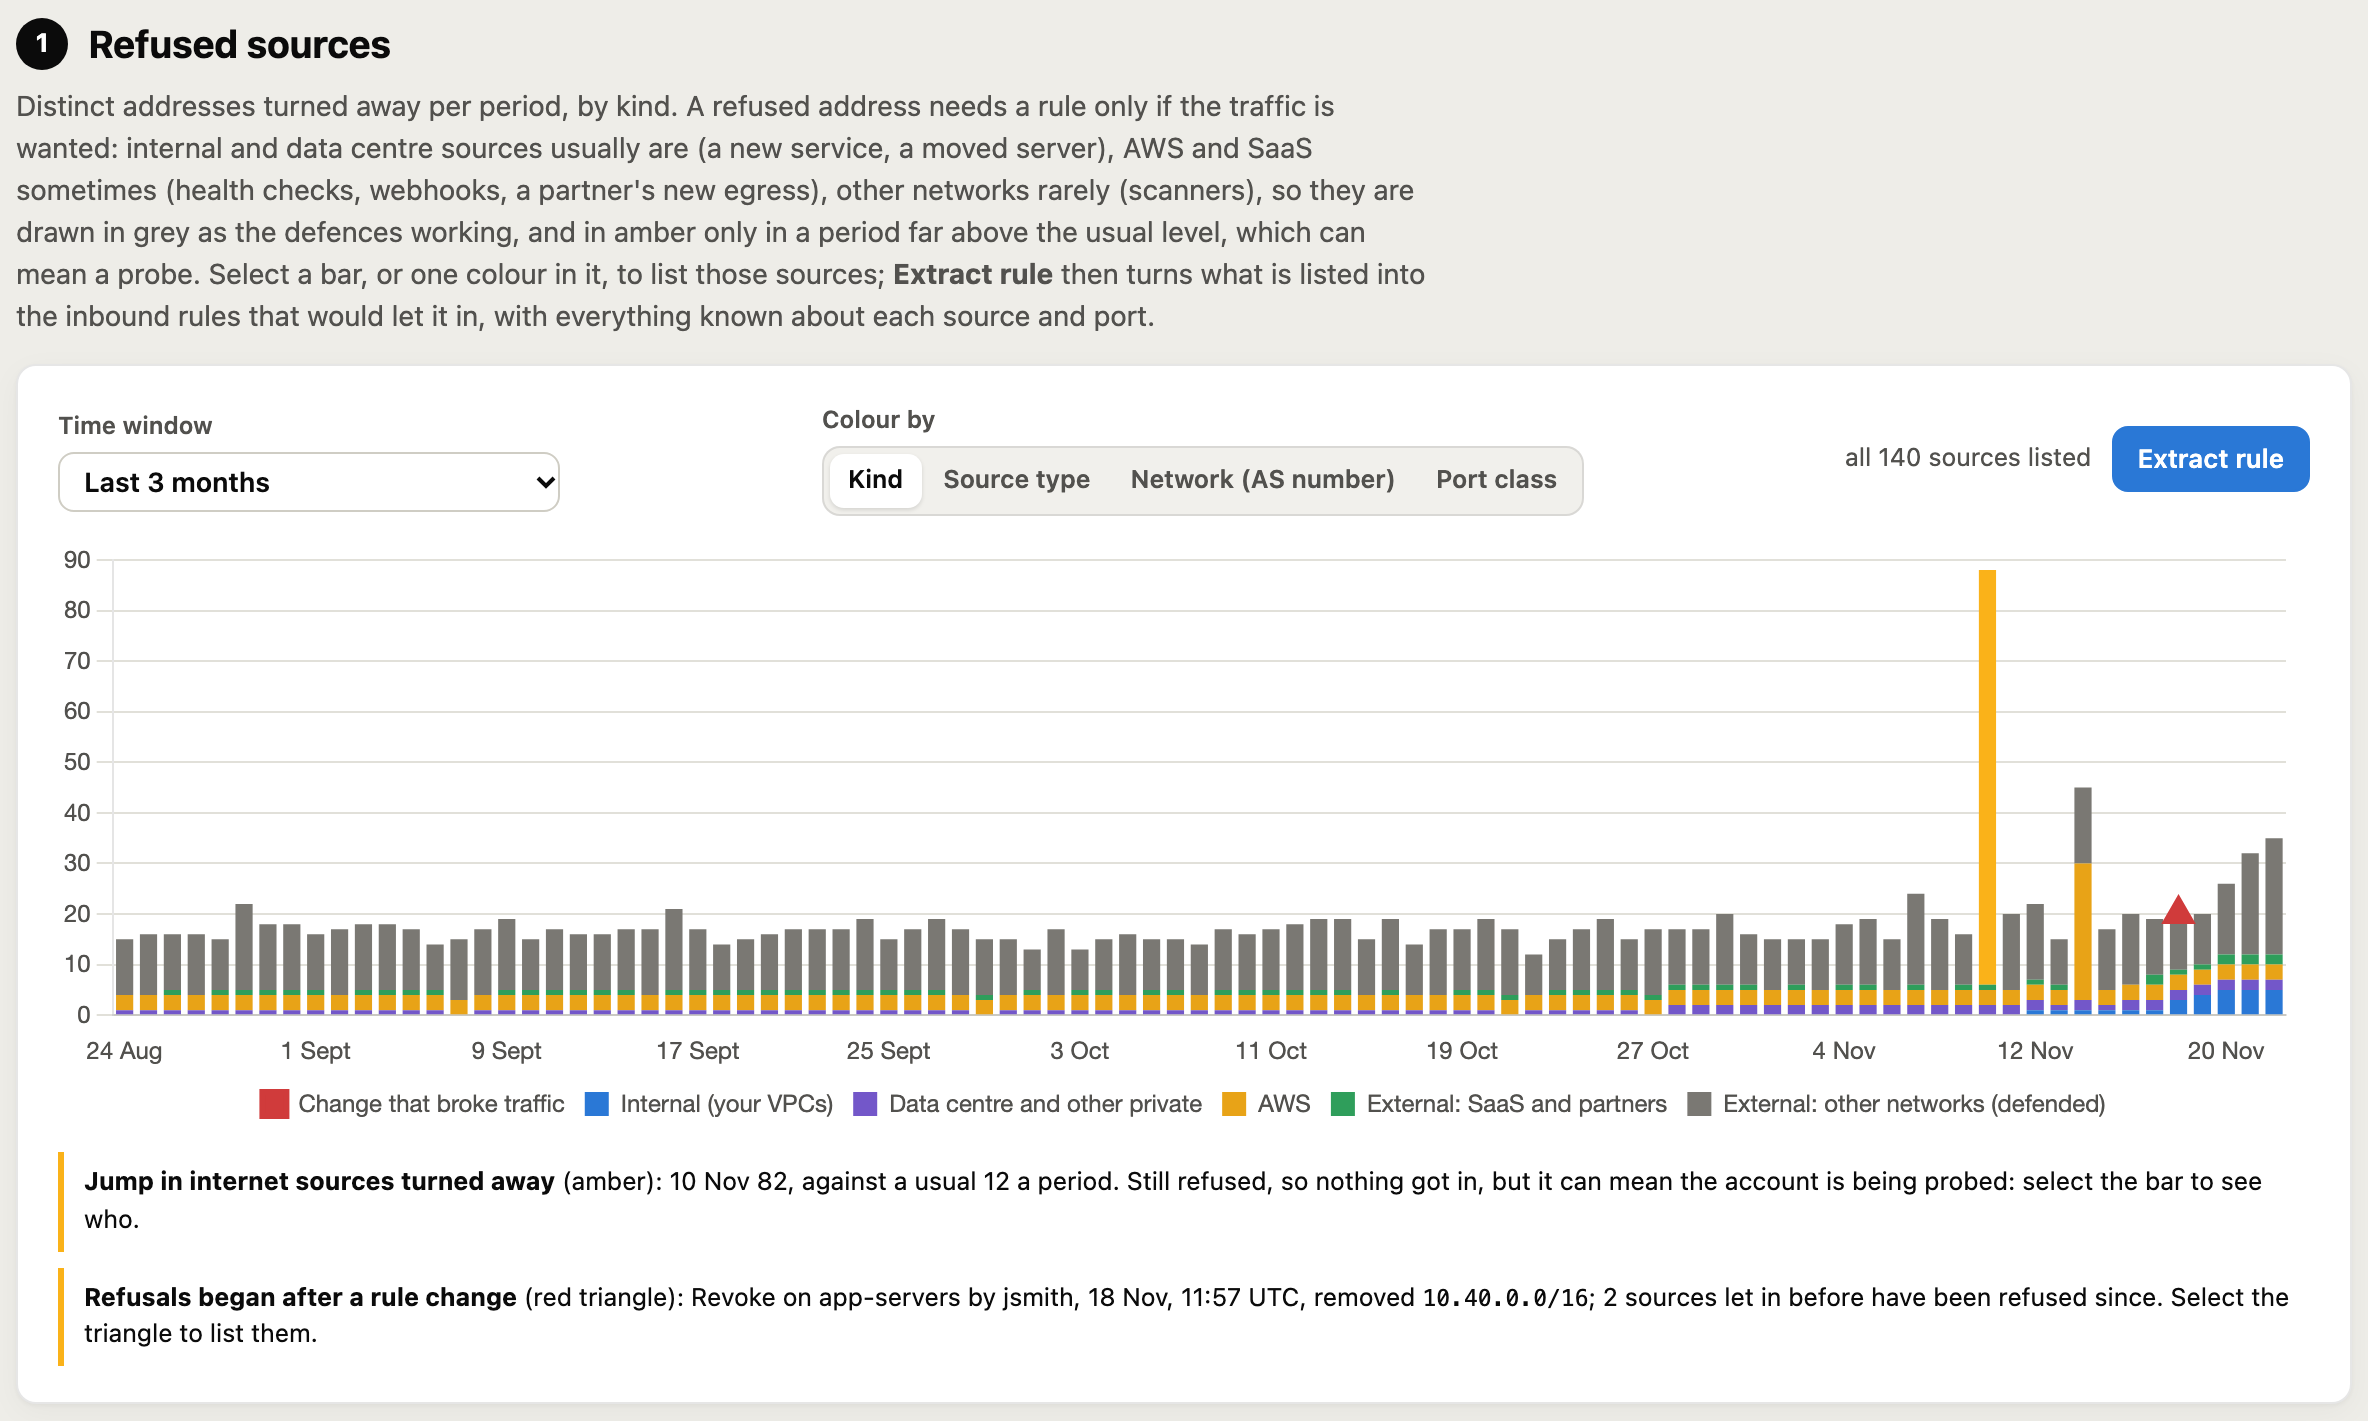 1 Refused sources
Distinct addresses turned away per period, by kind. A refused address needs a rule only if the traffic is
wanted: internal and data centre sources usually are (a new service, a moved server), AWS and SaaS
sometimes (health checks, webhooks, a partner's new egress), other networks rarely (scanners), so they are
drawn in grey as the defences working, and in amber only in a period far above the usual level, which can
mean a probe. Select a bar, or one colour in it, to list those sources; Extract rule then turns what is listed into
the inbound rules that would let it in, with everything known about each source and port.
Time window
Last 3 months
Colour by
Kind Source type Network (AS number) Port class
all 140 sources listed
Extract rule
90
80
70
60
50
40
30
20
10
0
24 Aug 1 Sept 9 Sept 17 Sept 25 Sept 3 Oct 11 Oct 19 Oct 27 Oct 4 Nov 12 Nov 20 Nov
Change that broke traffic Internal (your VPCs) Data centre and other private AWS External: SaaS and partners External: other networks (defended)
Jump in internet sources turned away (amber): 10 Nov 82, against a usual 12 a period. Still refused, so nothing got in, but it can mean the account is being probed: select the bar to see
who.
Refusals began after a rule change (red triangle): Revoke on app-servers by jsmith, 18 Nov, 11:57 UTC, removed 10.40.0.0/16; 2 sources let in before have been refused since. Select the
triangle to list them.